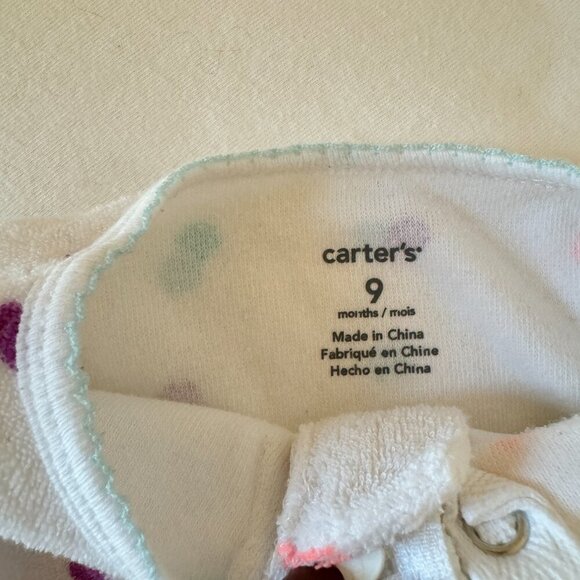 carter's
9
months / mois
Made in China
Fabriqué en Chine
Hecho en China